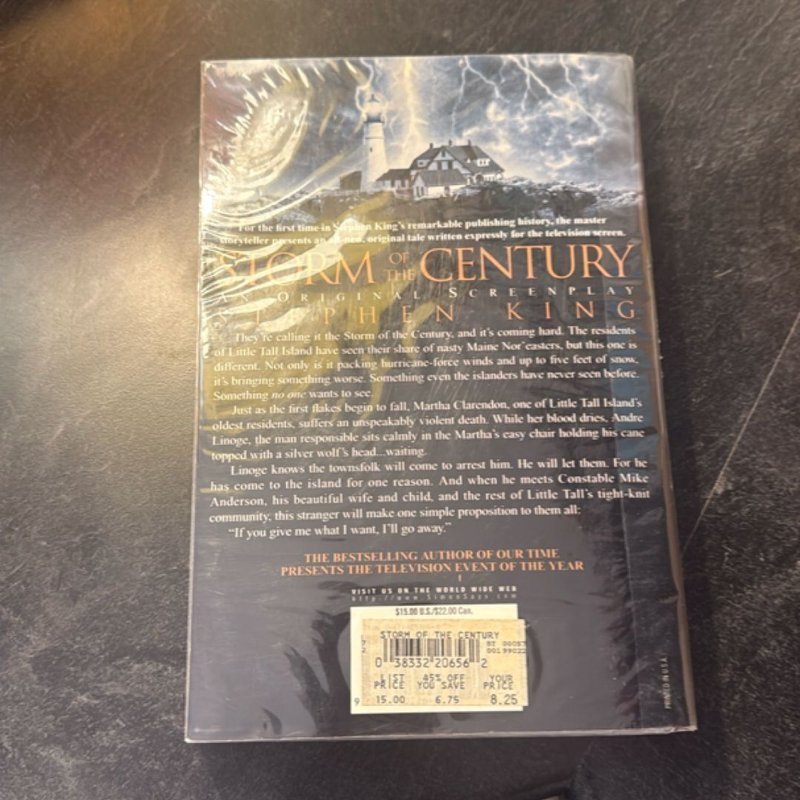 For the first time in Stephen King's remarkable publishing history, the master
storyteller presents an all-new, original tale written expressly for the television screen.
STORM OF THE CENTURY
AN ORIGINAL SCREENPLAY
STEPHEN KING
They're calling it the Storm of the Century, and it's coming hard. The residents
of Little Tall Island have seen their share of nasty Maine Nor'easters, but this one is
different. Not only is it packing hurricane-force winds and up to five feet of snow,
it's bringing something worse. Something even the islanders have never seen before.
Something no one wants to see.
Just as the first flakes begin to fall, Martha Clarendon, one of Little Tall Island's
oldest residents, suffers an unspeakably violent death. While her blood dries, Andre
Linoge, the man responsible sits calmly in the Martha's easy chair holding his cane
topped with a silver wolf's head...waiting.
Linoge knows the townsfolk will come to arrest him. He will let them. For he
has come to the island for one reason. And when he meets Constable Mike
Anderson, his beautiful wife and child, and the rest of Little Tall's tight-knit
community, this stranger will make one simple proposition to them all:
"If you give me what I want, I'll go away."
THE BESTSELLING AUTHOR OF OUR TIME
PRESENTS THE TELEVISION EVENT OF THE YEAR
VISIT US ON THE WORLD WIDE WEB
http://www.SimonSays.com
$15.00 U.S./$22.00 Can.
STORM OF THE CENTURY
0 38332 20656 2
LIST PRICE 45% OFF YOU SAVE YOUR PRICE
9 15.00 6.75 8.25
PRINTED IN U.S.A.